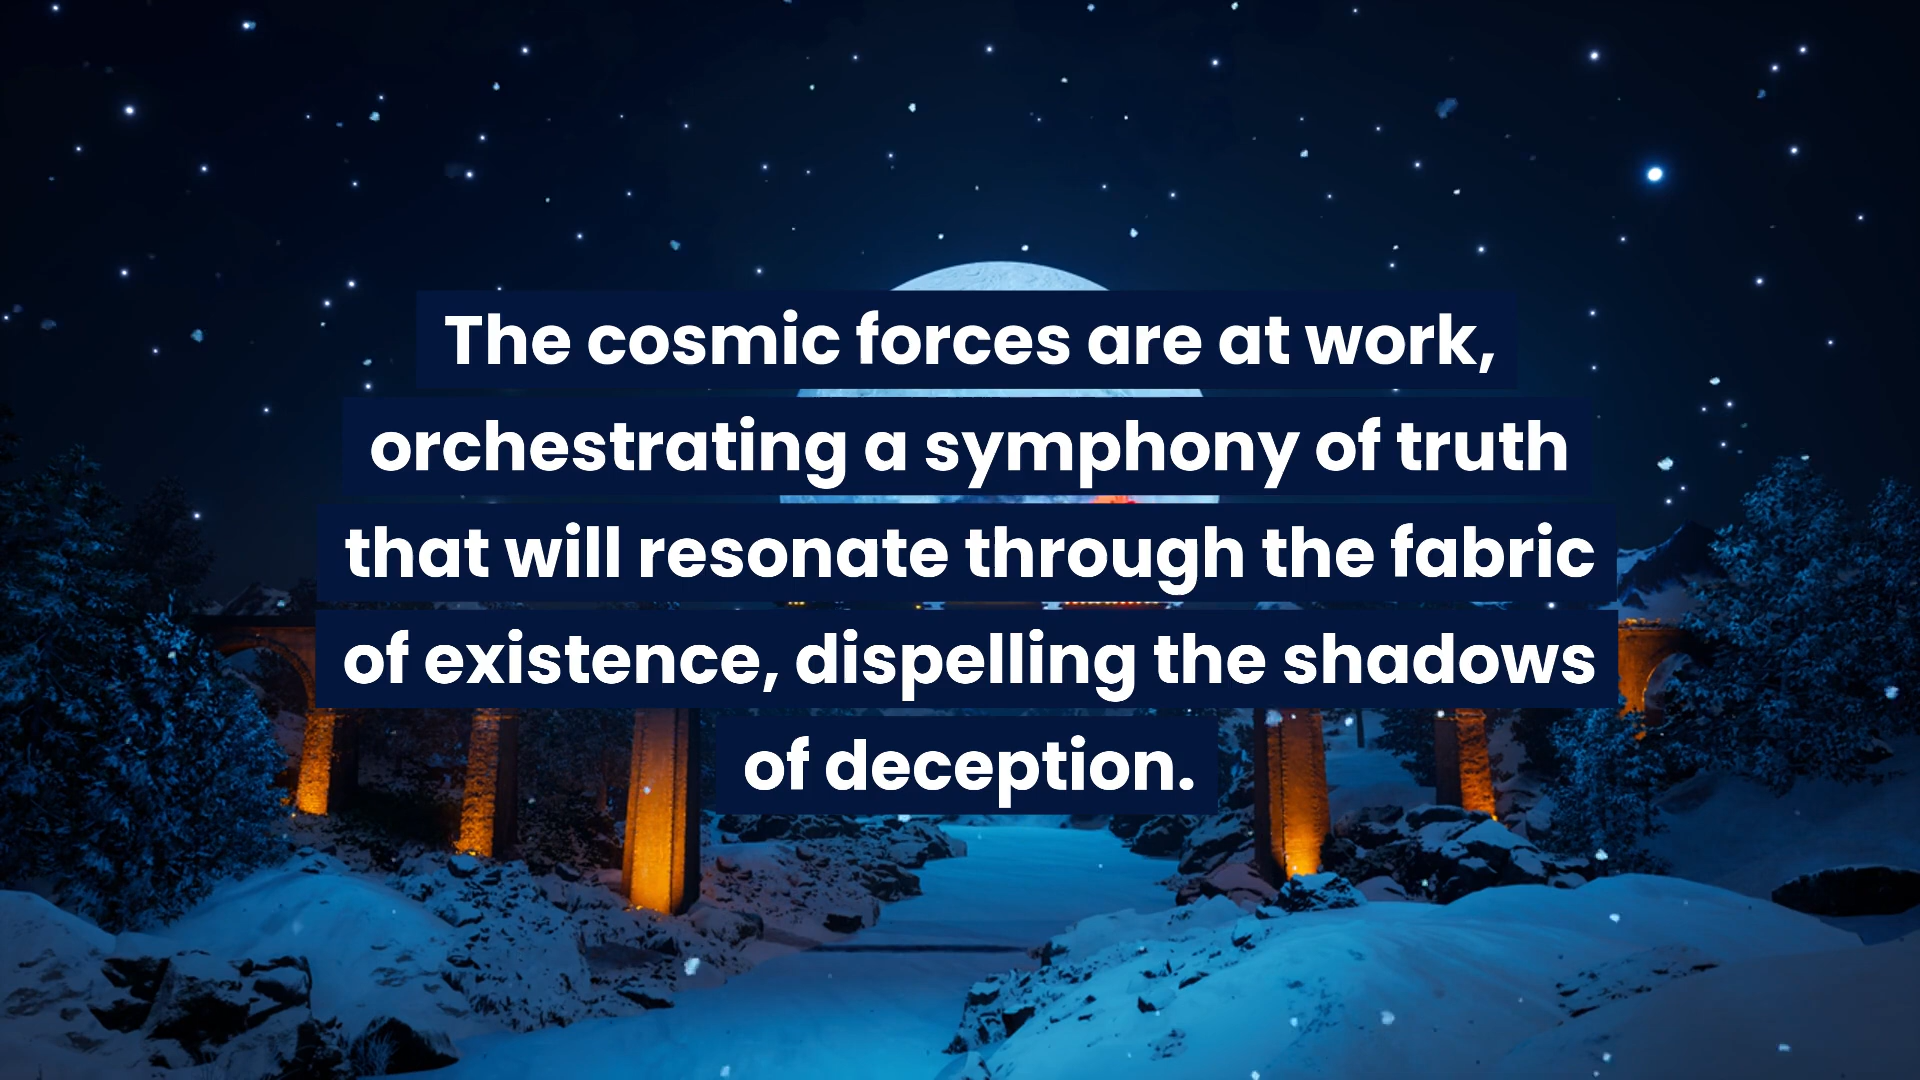 The cosmic forces are at work,
orchestrating a symphony of truth
that will resonate through the fabric
of existence, dispelling the shadows
of deception.